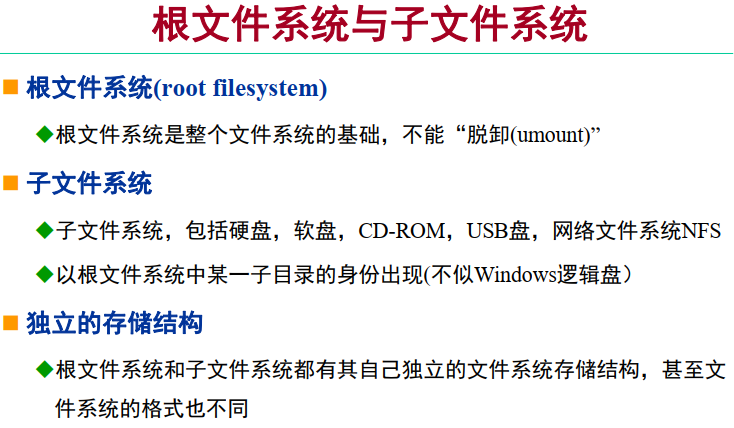 根文件系统与子文件系统
根文件系统(root filesystem)
根文件系统是整个文件系统的基础，不能“脱卸(umount)”
子文件系统
子文件系统，包括硬盘，软盘，CD-ROM，USB盘，网络文件系统NFS
以根文件系统中某一子目录的身份出现(不似Windows逻辑盘）
独立的存储结构
根文件系统和子文件系统都有其自己独立的文件系统存储结构，甚至文
件系统的格式也不同